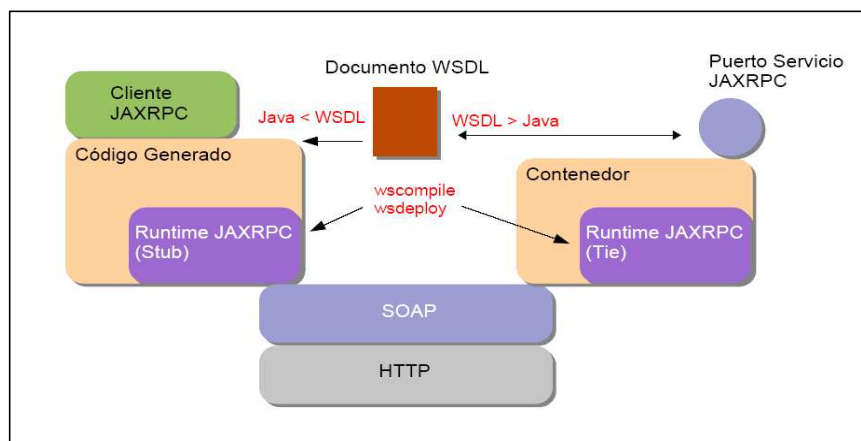 Documento WSDL
Puerto Servicio
JAXRPC
Cliente
JAXRPC
Java < WSDL
WSDL > Java
Código Generado
Contenedor
wscompile
wsdeploy
Runtime JAXRPC
(Stub)
Runtime JAXRPC
(Tie)
SOAP
HTTP